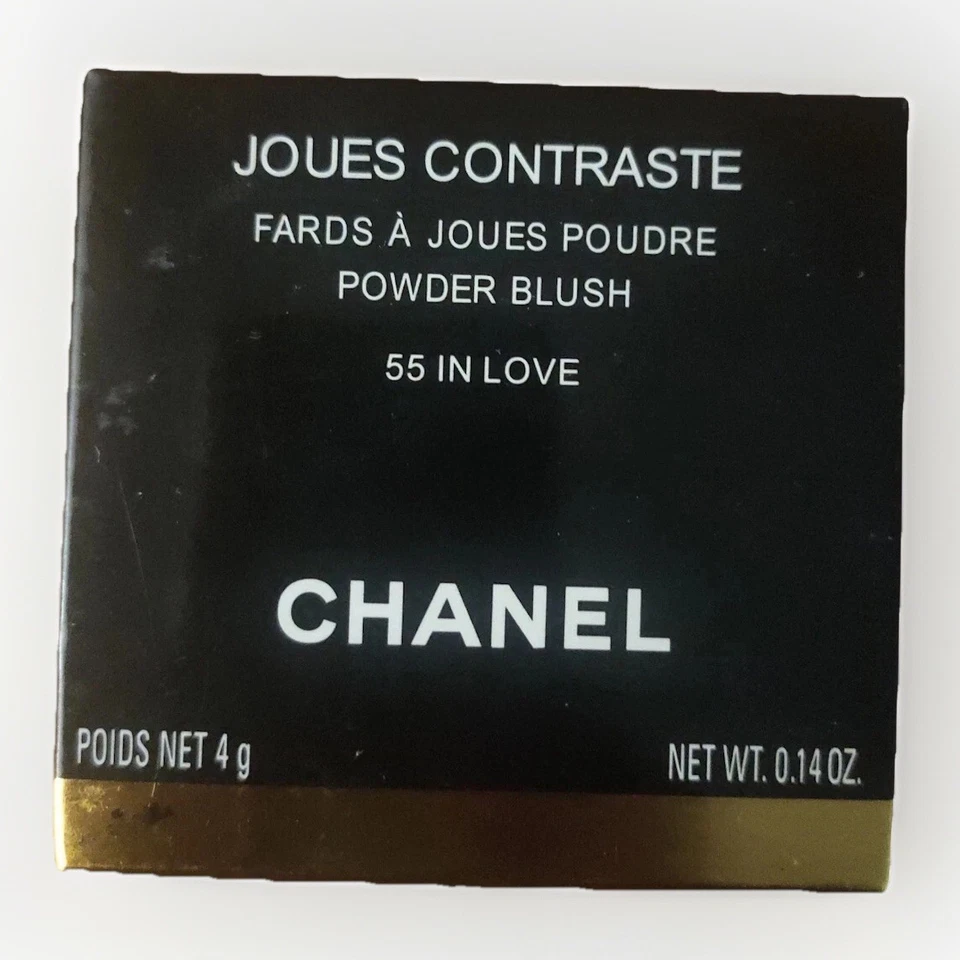 JOUES CONTRASTE
FARDS À JOUES POUDRE
POWDER BLUSH
55 IN LOVE
CHANEL
POIDS NET 4 g
NET WT. 0.14 OZ.